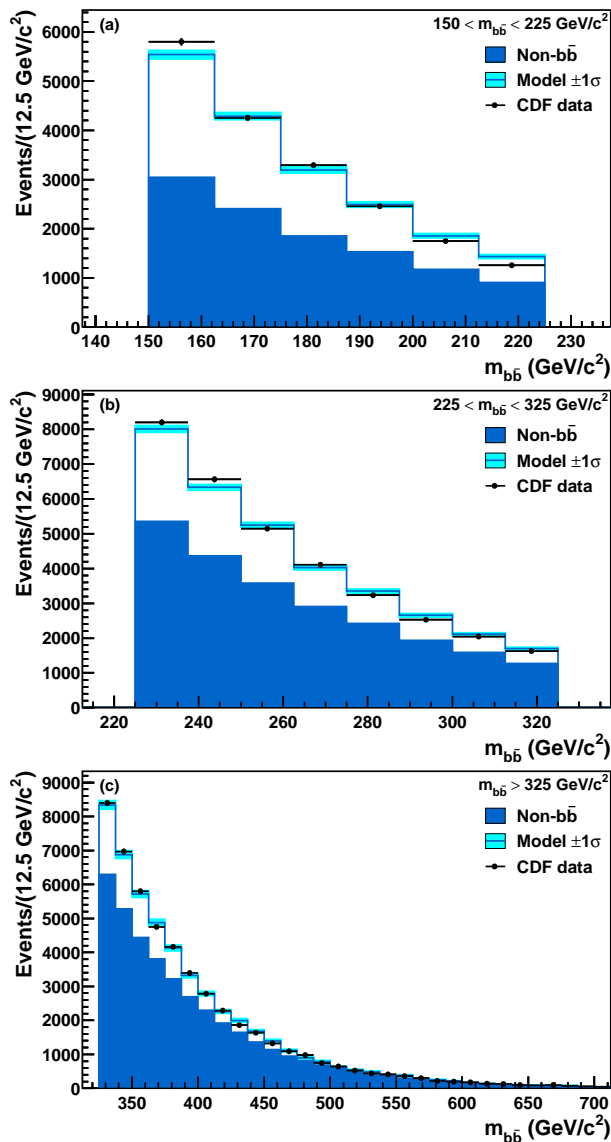 (a)
150 < m_{bb̄} < 225 GeV/c²
Non-bb̄
Model ±1σ
CDF data
Events/(12.5 GeV/c²)
6000
5000
4000
3000
2000
1000
0
140 150 160 170 180 190 200 210 220 230
m_{bb̄} (GeV/c²)
(b)
225 < m_{bb̄} < 325 GeV/c²
Non-bb̄
Model ±1σ
CDF data
Events/(12.5 GeV/c²)
9000
8000
7000
6000
5000
4000
3000
2000
1000
0
220 240 260 280 300 320
m_{bb̄} (GeV/c²)
(c)
m_{bb̄} > 325 GeV/c²
Non-bb̄
Model ±1σ
CDF data
Events/(12.5 GeV/c²)
9000
8000
7000
6000
5000
4000
3000
2000
1000
0
350 400 450 500 550 600 650 700
m_{bb̄} (GeV/c²)